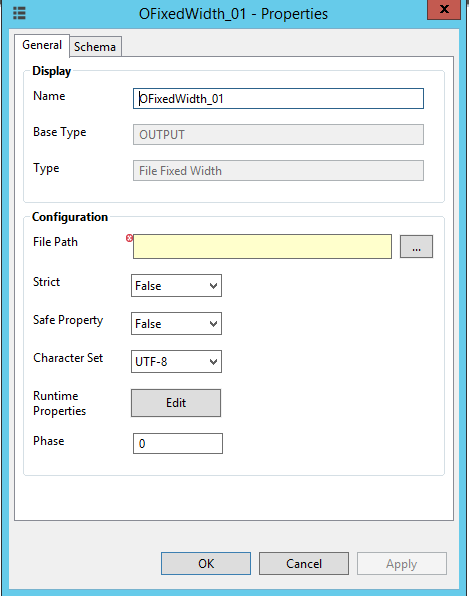 OFixedWidth_01 - Properties
x
General Schema
Display
Name OFixedWidth_01
Base Type OUTPUT
Type File Fixed Width
Configuration
File Path ...
Strict False
Safe Property False
Character Set UTF-8
Runtime
Properties Edit
Phase 0
OK Cancel Apply